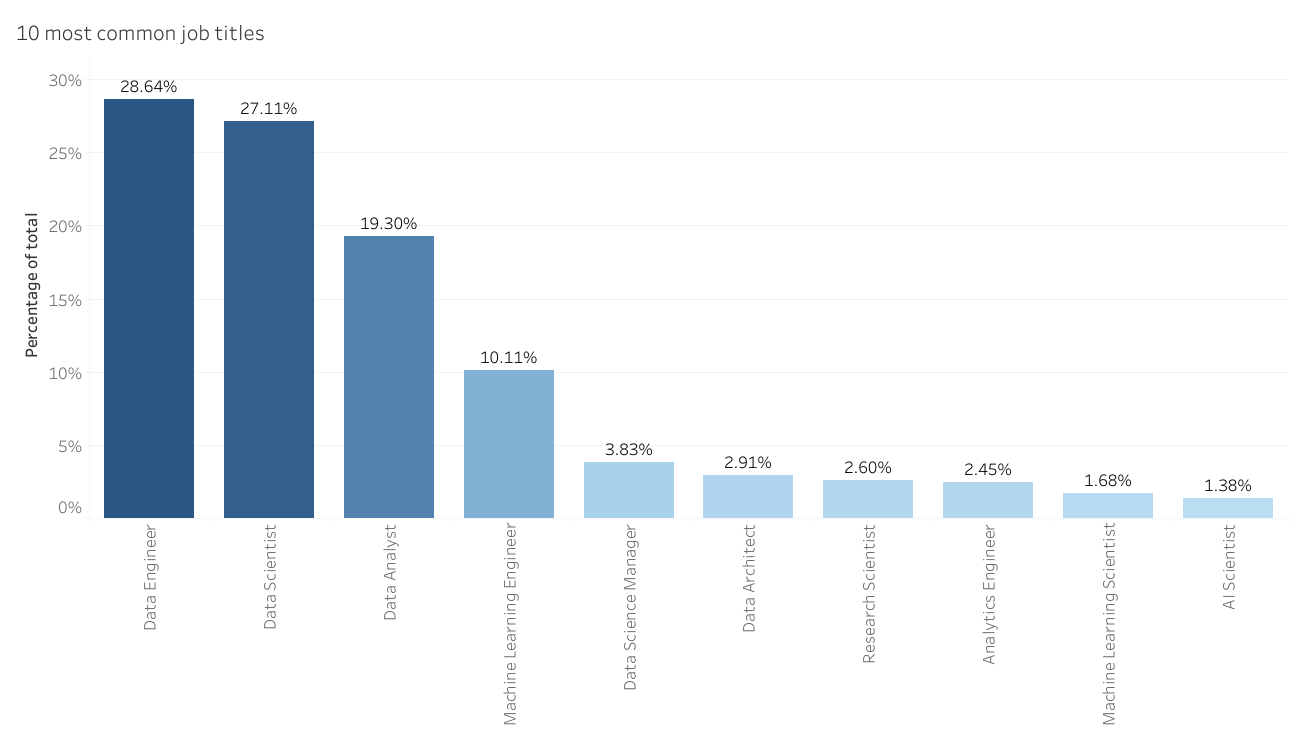 10 most common job titles
Percentage of total
30%
25%
20%
15%
10%
5%
0%
28.64%
27.11%
19.30%
10.11%
3.83%
2.91%
2.60%
2.45%
1.68%
1.38%
Data Engineer
Data Scientist
Data Analyst
Machine Learning Engineer
Data Science Manager
Data Architect
Research Scientist
Analytics Engineer
Machine Learning Scientist
AI Scientist